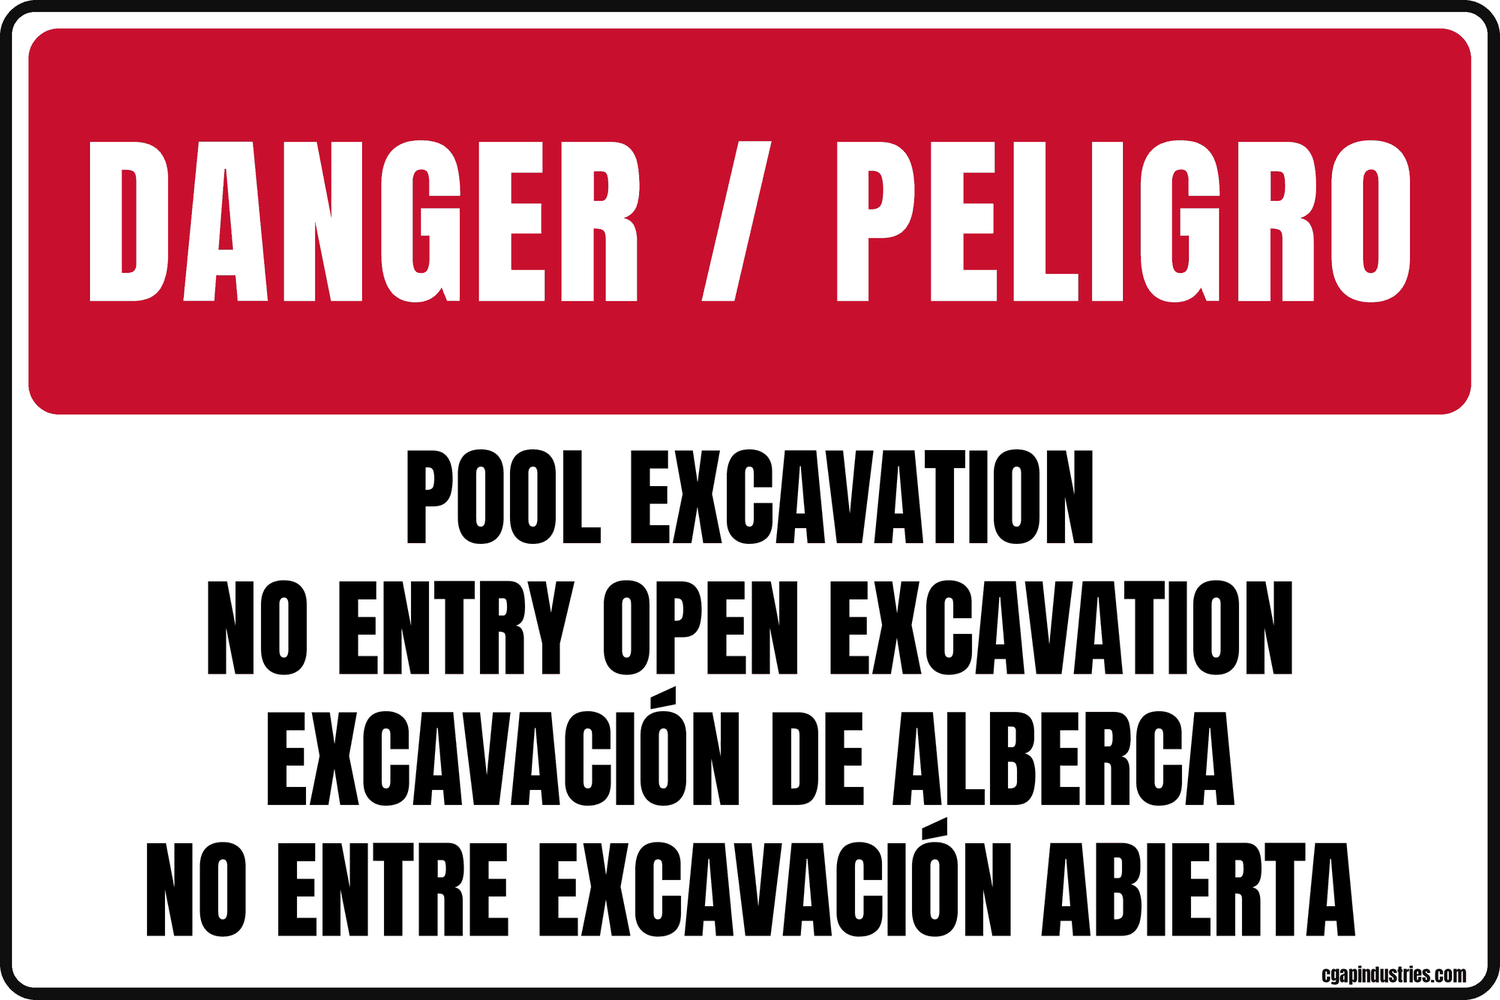 DANGER / PELIGRO
POOL EXCAVATION
NO ENTRY OPEN EXCAVATION
EXCAVACIÓN DE ALBERCA
NO ENTRE EXCAVACIÓN ABIERTA
cgapindustries.com